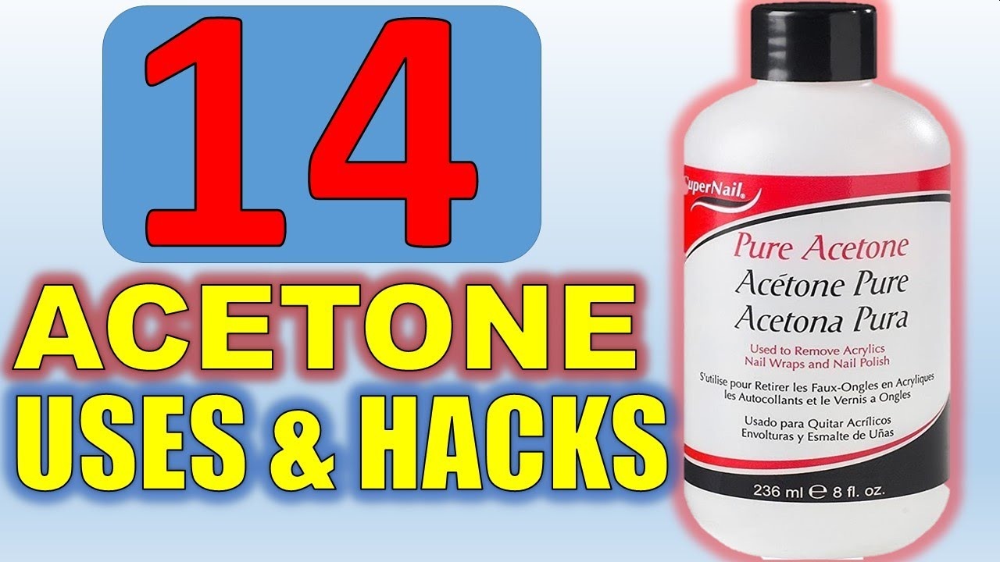 14
ACETONE
USES & HACKS
SuperNail®
Pure Acetone
Acétone Pure
Acetona Pura
Used to Remove Acrylics
Nail Wraps and Nail Polish
S'utilise pour Retirer les Faux-Ongles en Acryliques
les Autocollants et le Vernis a Ongles
Usado para Quitar Acrílicos
Envolturas y Esmalte de Uñas
236 ml ℮ 8 fl. oz.